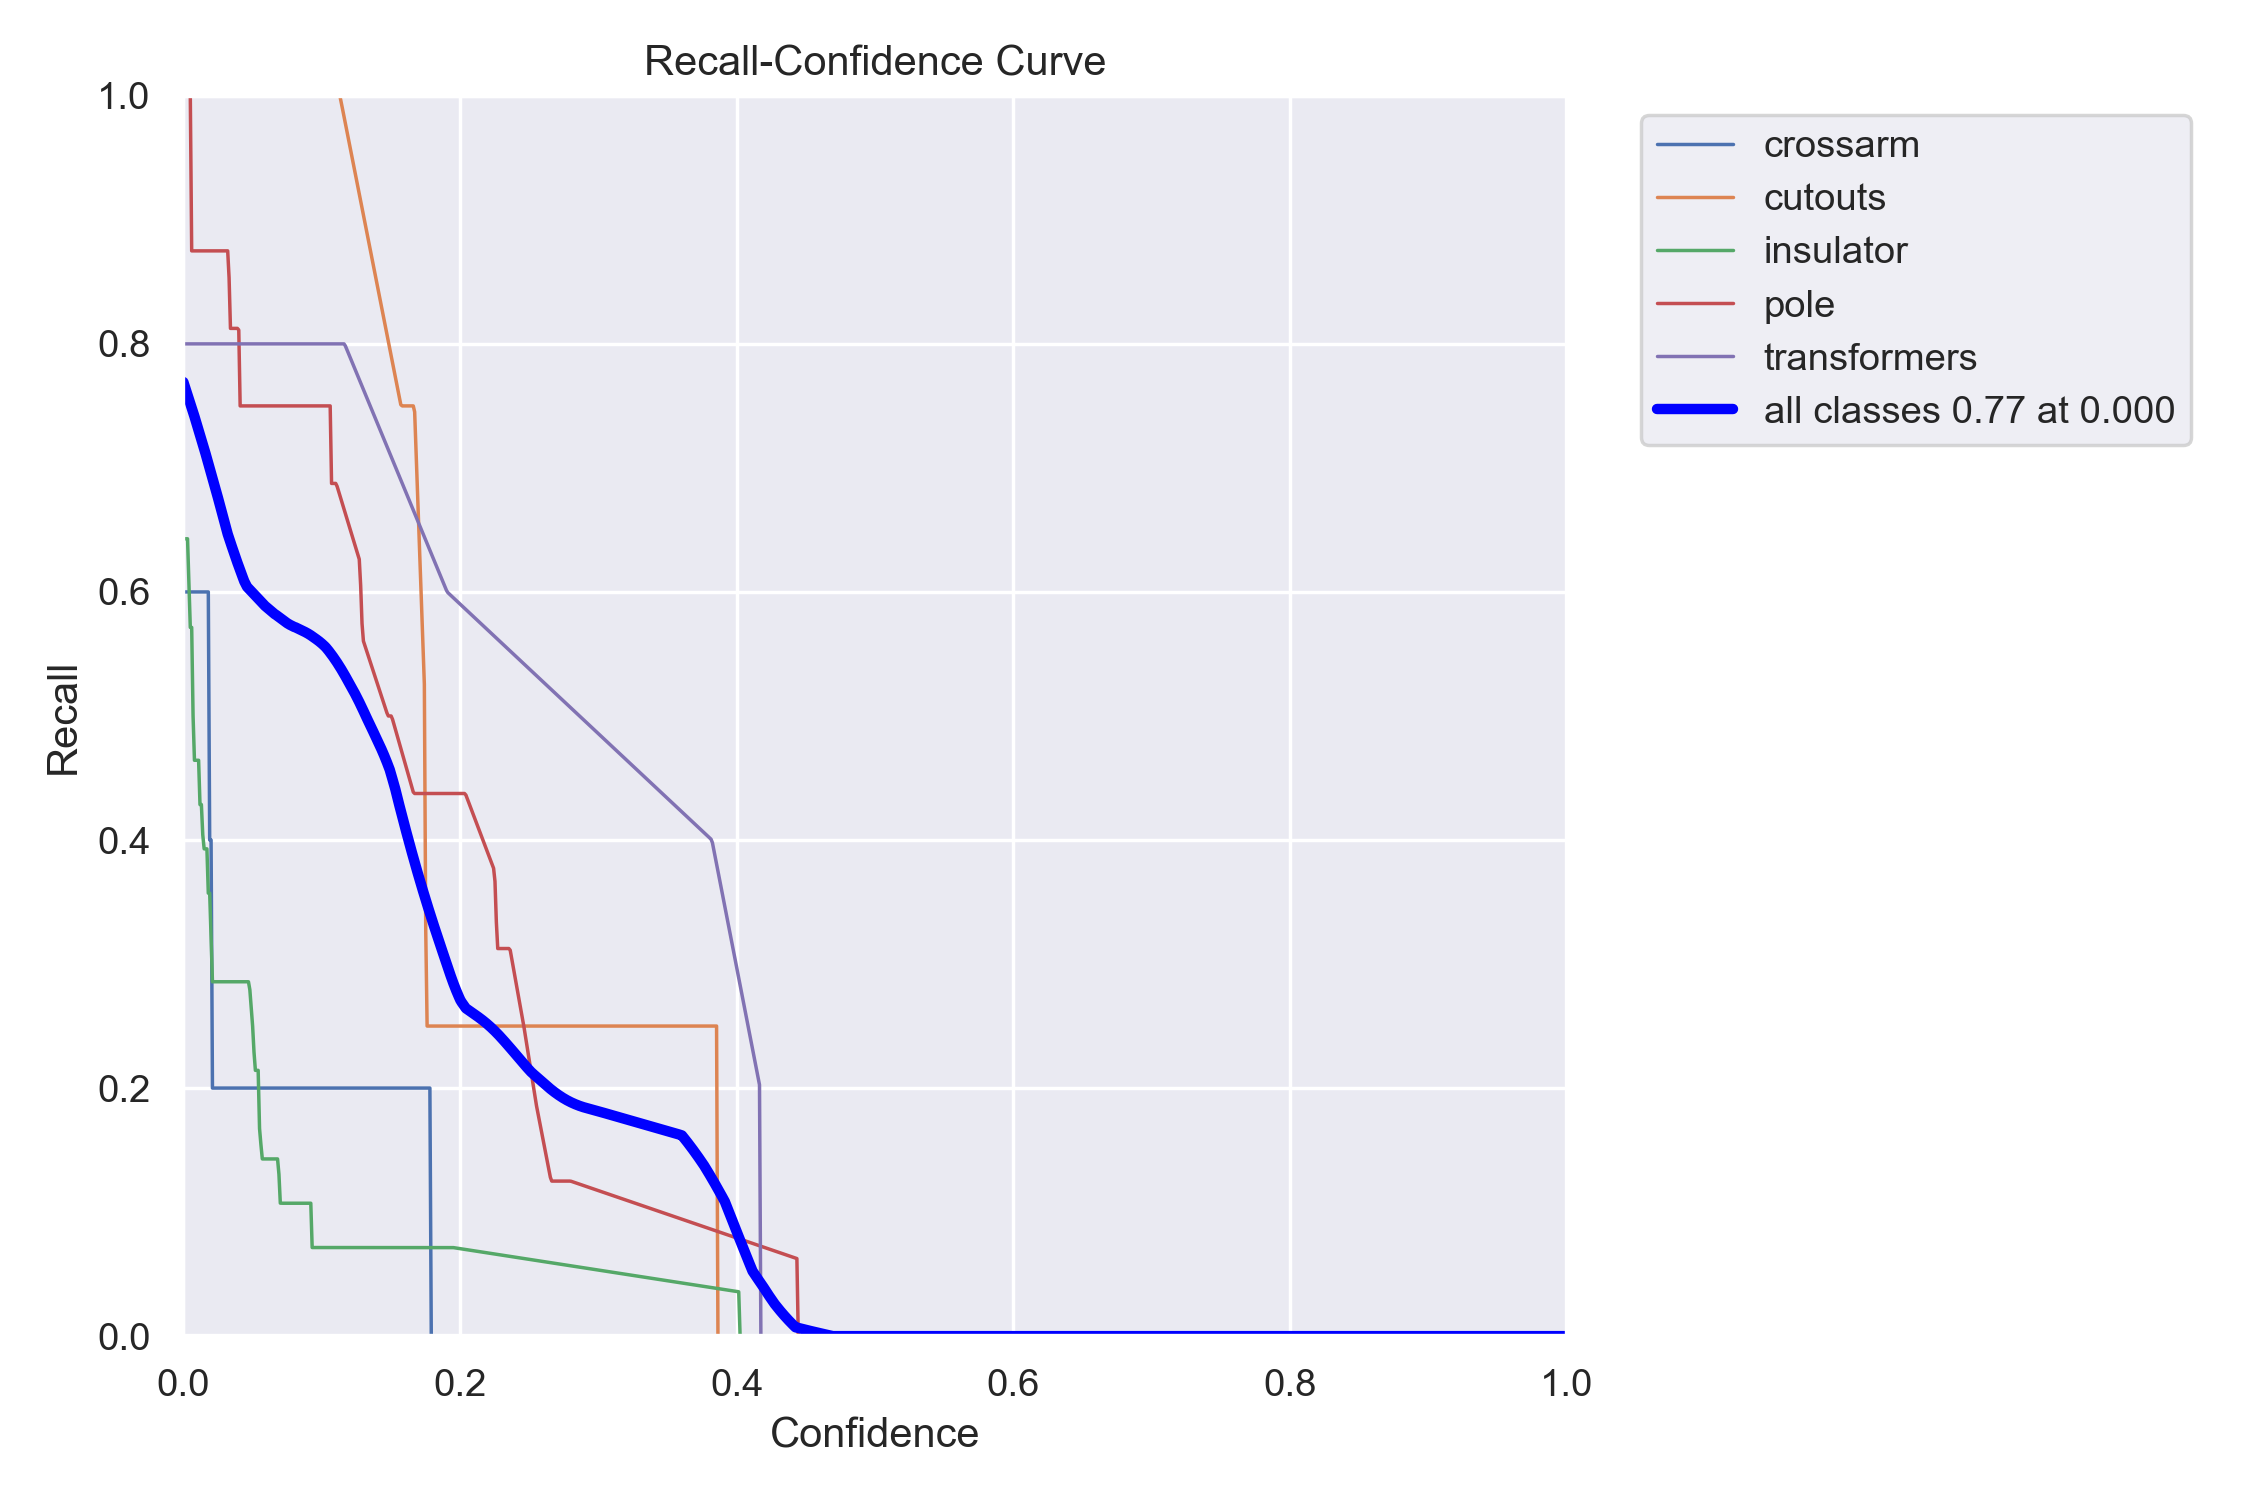 Recall-Confidence Curve
1.0
0.8
0.6
0.4
0.2
0.0
Recall
0.0 0.2 0.4 0.6 0.8 1.0
Confidence
crossarm
cutouts
insulator
pole
transformers
all classes 0.77 at 0.000